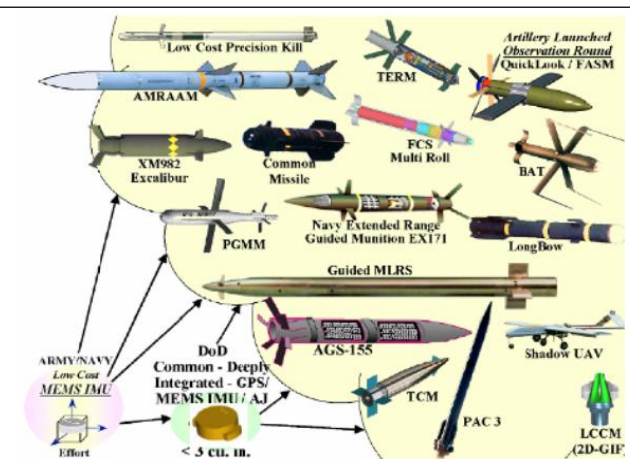 Low Cost Precision Kill
TERM
Artillery Launched
Observation Round
QuickLook / FASM
AMRAAM
XM982
Excalibur
Common
Missile
FCS
Multi Roll
BAT
PGMM
Navy Extended Range
Guided Munition EX171
LongBow
Guided MLRS
ARMY/NAVY
Low Cost
MEMS IMU
Effort
DoD
Common - Deeply
Integrated - GPS/
MEMS IMU / AJ
< 3 cu. in.
AGS-155
Shadow UAV
TCM
PAC 3
LCCM
(2D-GIF)